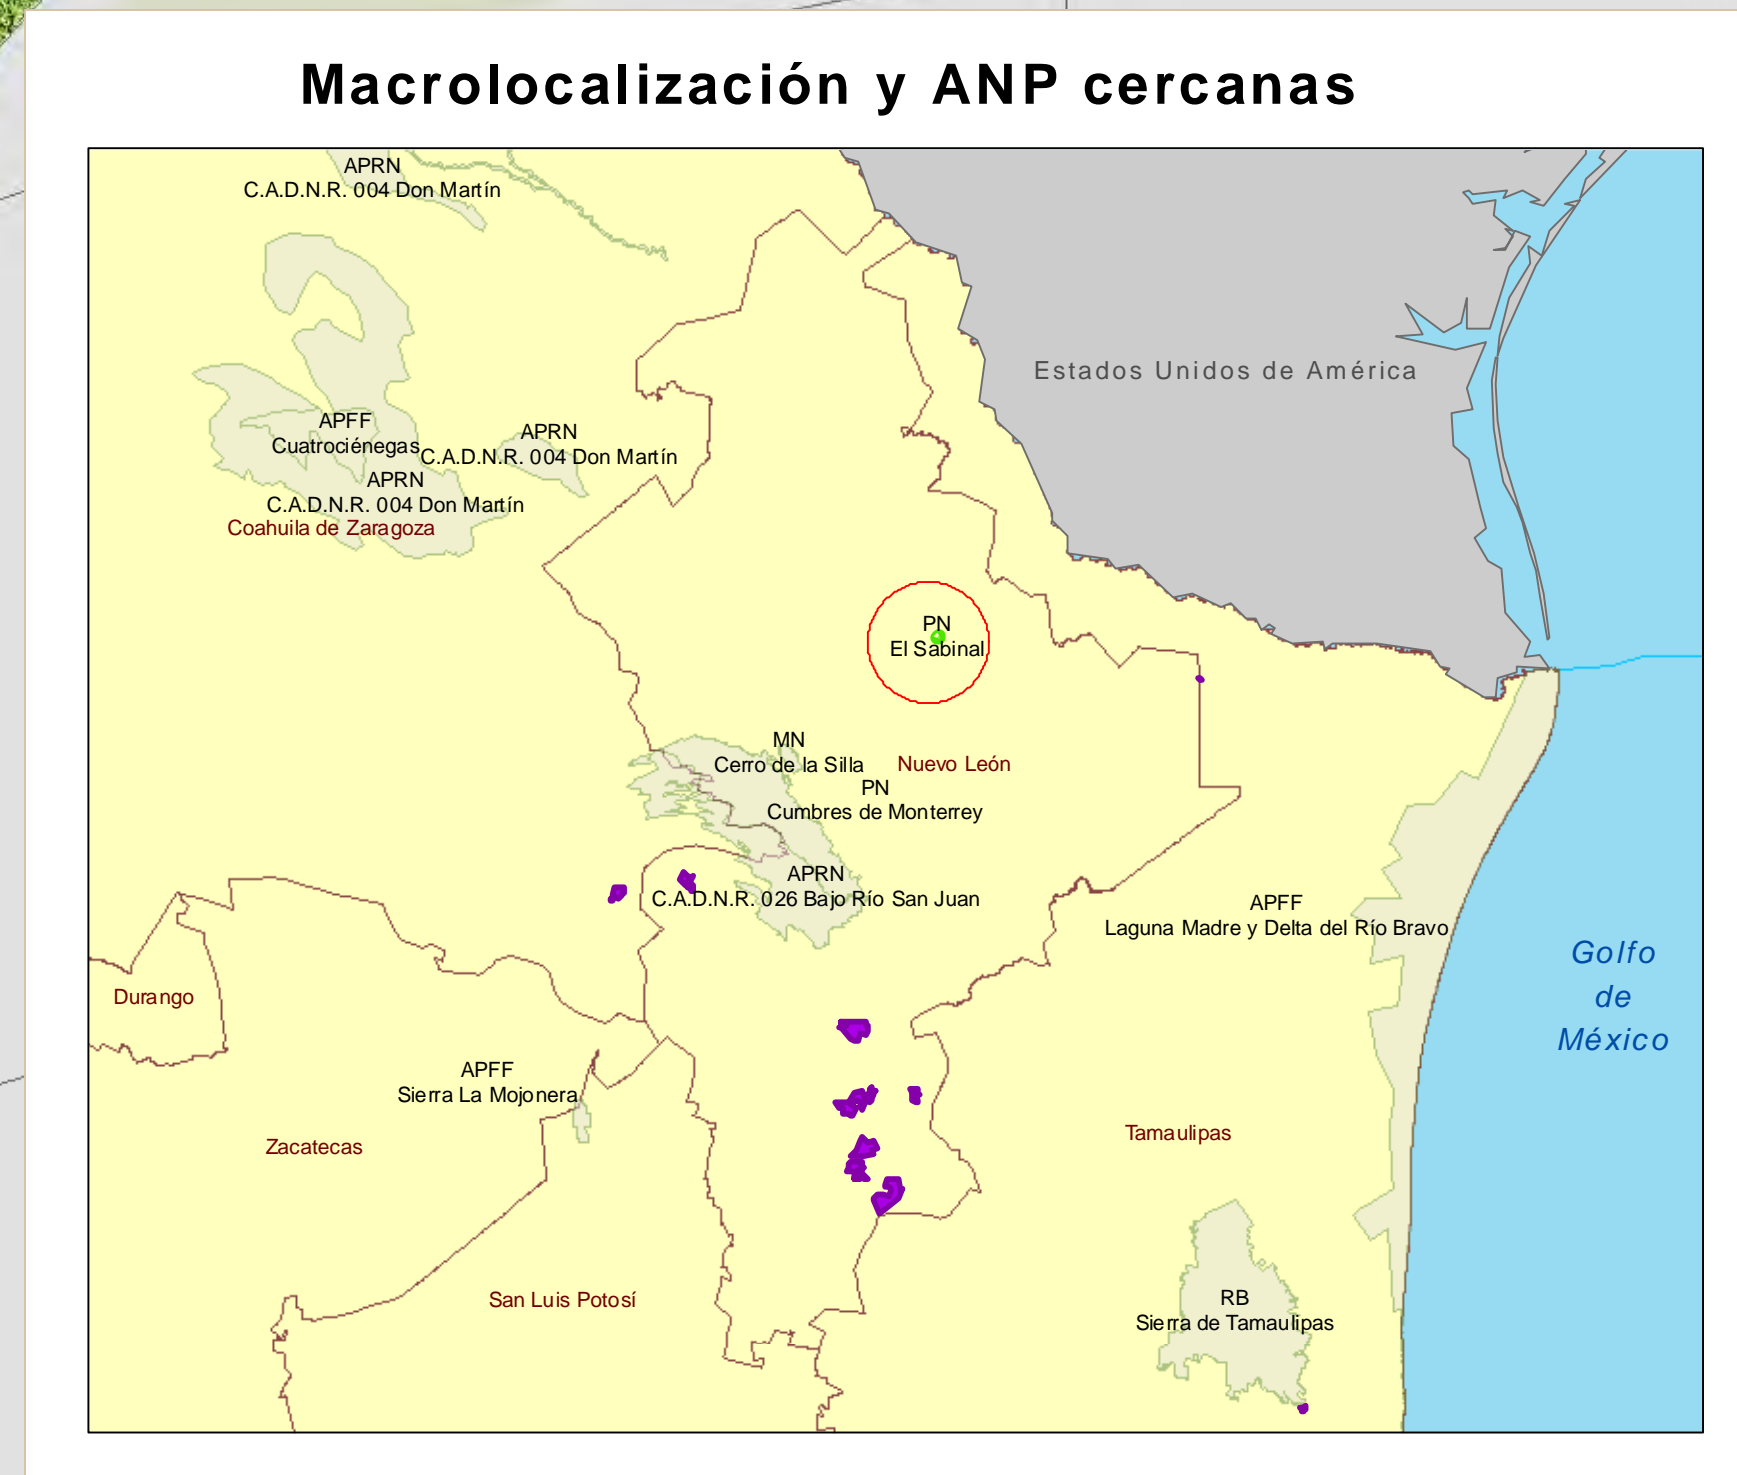 Macrolocalización y ANP cercanas
APRN
C.A.D.N.R. 004 Don Martín
Estados Unidos de América
APFF
Cuatrociénegas
APRN
C.A.D.N.R. 004 Don Martín
APRN
C.A.D.N.R. 004 Don Martín
Coahuila de Zaragoza
PN
El Sabinal
MN
Cerro de la Silla
Nuevo León
PN
Cumbres de Monterrey
APRN
C.A.D.N.R. 026 Bajo Río San Juan
APFF
Laguna Madre y Delta del Río Bravo
Golfo
de
México
Durango
APFF
Sierra La Mojonera
Zacatecas
Tamaulipas
San Luis Potosí
RB
Sierra de Tamaulipas